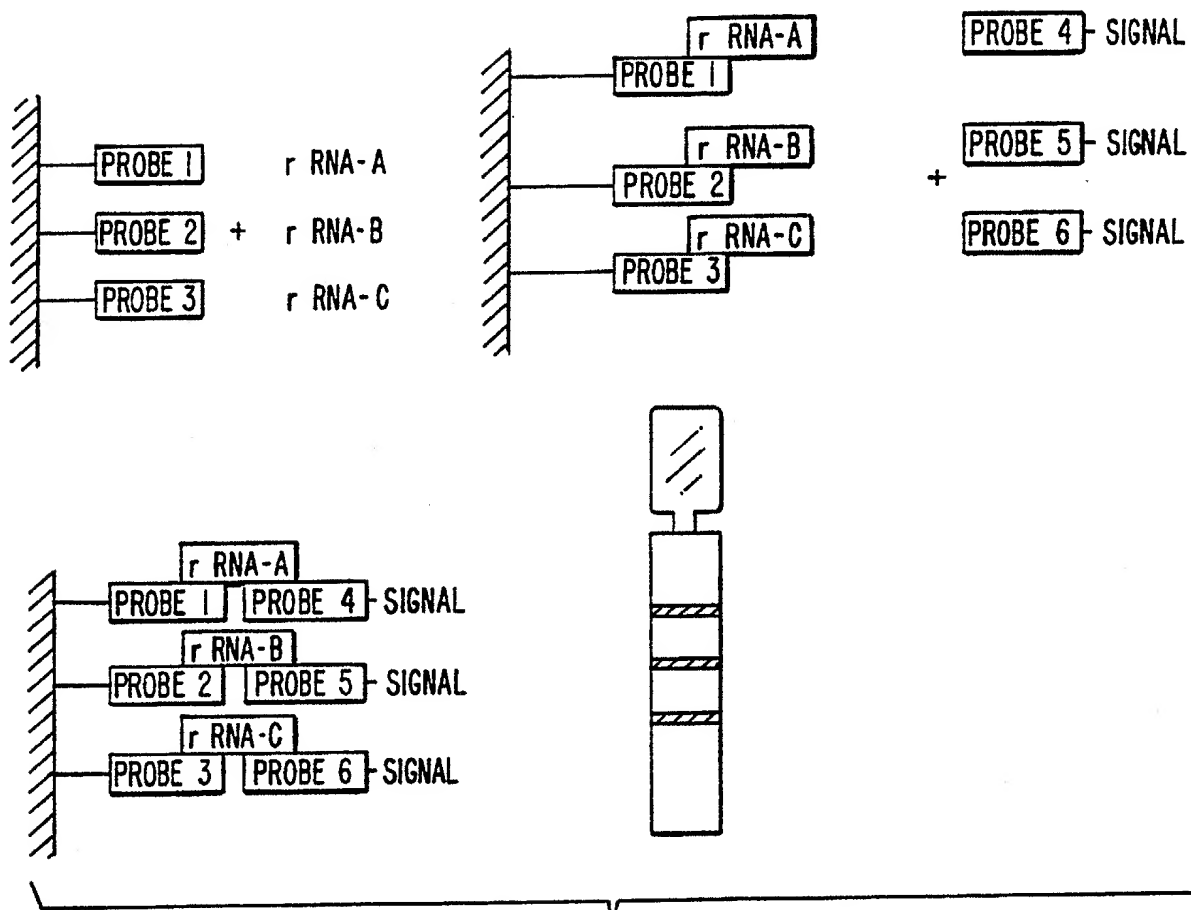 PROBE 1 r RNA-A
PROBE 2 + r RNA-B
PROBE 3 r RNA-C
r RNA-A
PROBE 1
r RNA-B
PROBE 2
r RNA-C
PROBE 3
+
PROBE 4 - SIGNAL
PROBE 5 - SIGNAL
PROBE 6 - SIGNAL
r RNA-A
PROBE 1 PROBE 4 - SIGNAL
r RNA-B
PROBE 2 PROBE 5 - SIGNAL
r RNA-C
PROBE 3 PROBE 6 - SIGNAL